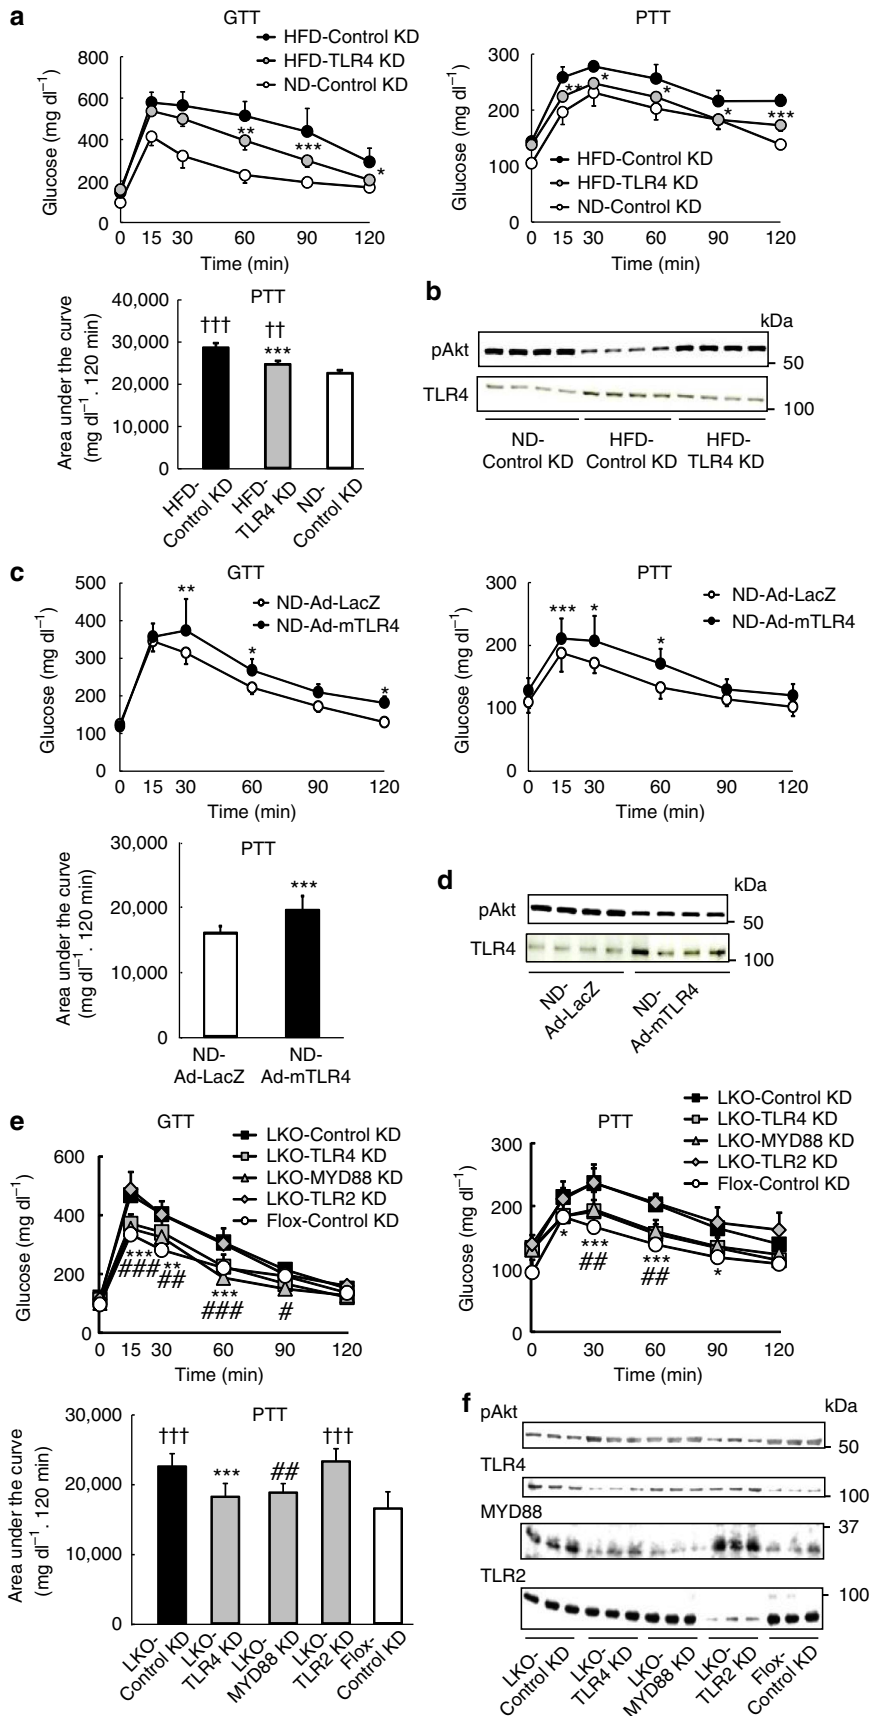 a
GTT
HFD-Control KD
HFD-TLR4 KD
ND-Control KD
Glucose (mg dl⁻¹)
800
600
400
200
0
**
***
*
0 15 30 60 90 120
Time (min)
PTT
Glucose (mg dl⁻¹)
300
200
100
0
**
*
*
*
***
HFD-Control KD
HFD-TLR4 KD
ND-Control KD
0 15 30 60 90 120
Time (min)
PTT
Area under the curve
(mg dl⁻¹. 120 min)
40,000
30,000
20,000
10,000
0
†††
††
***
HFD-
Control KD
HFD-
TLR4 KD
ND-
Control KD
b
kDa
pAkt
50
TLR4
100
ND-
Control KD
HFD-
Control KD
HFD-
TLR4 KD
c
GTT
ND-Ad-LacZ
ND-Ad-mTLR4
Glucose (mg dl⁻¹)
500
400
300
200
100
0
**
*
*
0 15 30 60 90 120
Time (min)
PTT
ND-Ad-LacZ
ND-Ad-mTLR4
Glucose (mg dl⁻¹)
300
200
100
0
***
*
*
0 15 30 60 90 120
Time (min)
PTT
Area under the curve
(mg dl⁻¹. 120 min)
30,000
20,000
10,000
0
***
ND-
Ad-LacZ
ND-
Ad-mTLR4
d
kDa
pAkt
50
TLR4
100
ND-
Ad-LacZ
ND-
Ad-mTLR4
e
GTT
LKO-Control KD
LKO-TLR4 KD
LKO-MYD88 KD
LKO-TLR2 KD
Flox-Control KD
Glucose (mg dl⁻¹)
600
400
200
0
***
###
**
##
***
###
#
0 15 30 60 90 120
Time (min)
PTT
LKO-Control KD
LKO-TLR4 KD
LKO-MYD88 KD
LKO-TLR2 KD
Flox-Control KD
Glucose (mg dl⁻¹)
300
200
100
0
*
***
##
***
##
*
0 15 30 60 90 120
Time (min)
PTT
Area under the curve
(mg dl⁻¹. 120 min)
30,000
20,000
10,000
0
†††
***
##
†††
LKO-
Control KD
LKO-
TLR4 KD
LKO-
MYD88 KD
LKO-
TLR2 KD
Flox-
Control KD
f
kDa
pAkt
50
TLR4
100
MYD88
37
TLR2
100
LKO-
Control KD
LKO-
TLR4 KD
LKO-
MYD88 KD
LKO-
TLR2 KD
Flox-
Control KD